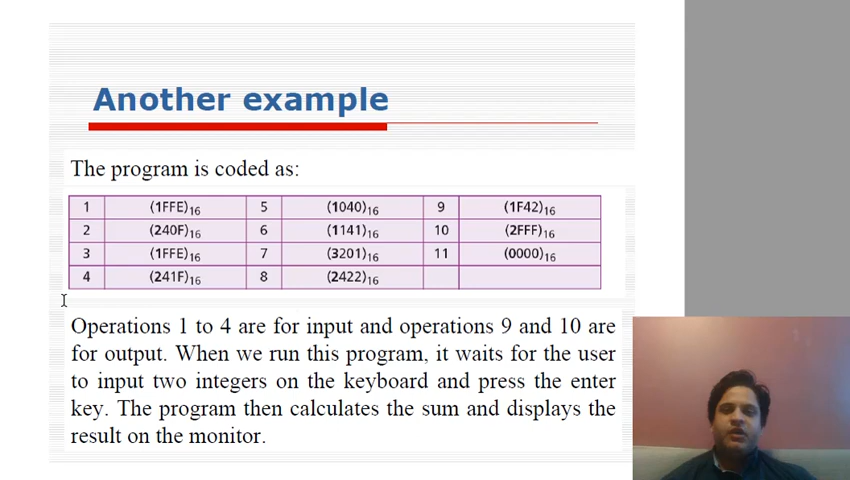 Another example
The program is coded as:
1 (1FFE)16 5 (1040)16 9 (1F42)16
2 (240F)16 6 (1141)16 10 (2FFF)16
3 (1FFE)16 7 (3201)16 11 (0000)16
4 (241F)16 8 (2422)16
Operations 1 to 4 are for input and operations 9 and 10 are
for output. When we run this program, it waits for the user
to input two integers on the keyboard and press the enter
key. The program then calculates the sum and displays the
result on the monitor.